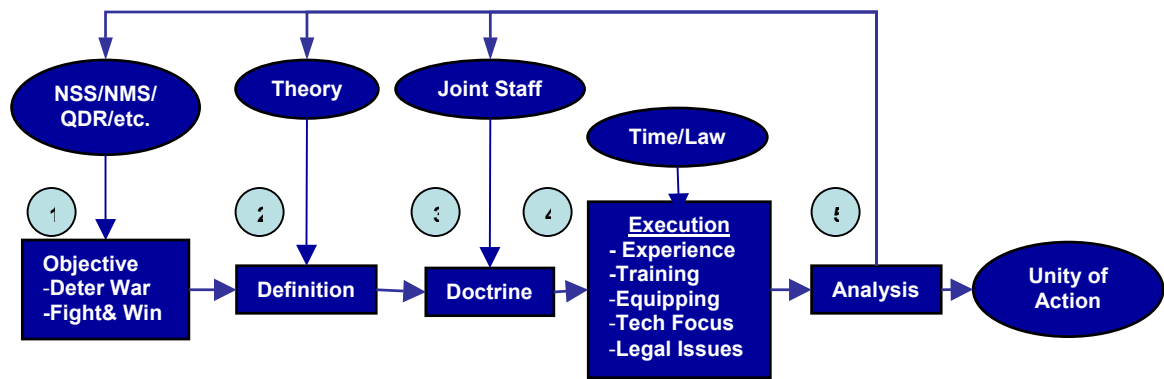 NSS/NMS/
QDR/etc.
Theory
Joint Staff
Time/Law
1
2
3
4
5
Objective
-Deter War
-Fight& Win
Definition
Doctrine
Execution
- Experience
-Training
-Equipping
-Tech Focus
-Legal Issues
Analysis
Unity of
Action